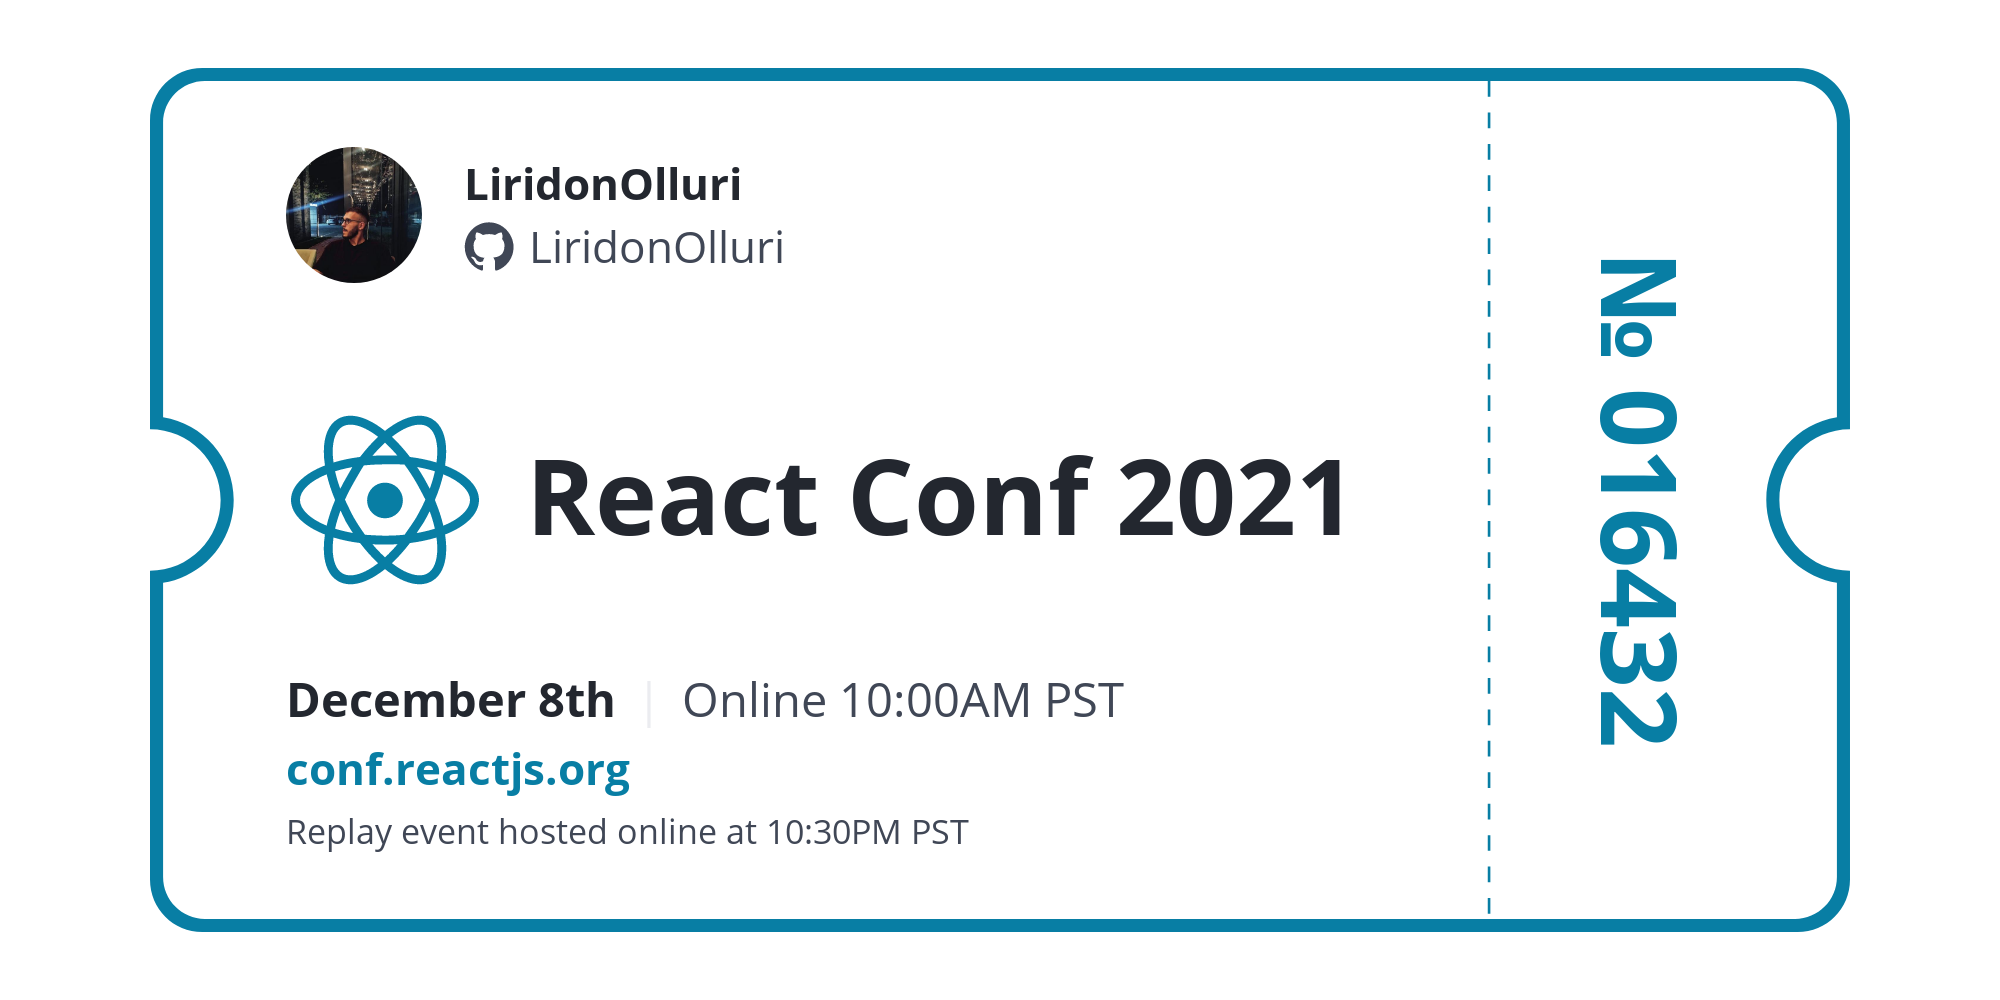 LiridonOlluri
LiridonOlluri
React Conf 2021
December 8th | Online 10:00AM PST
conf.reactjs.org
Replay event hosted online at 10:30PM PST
№ 016432